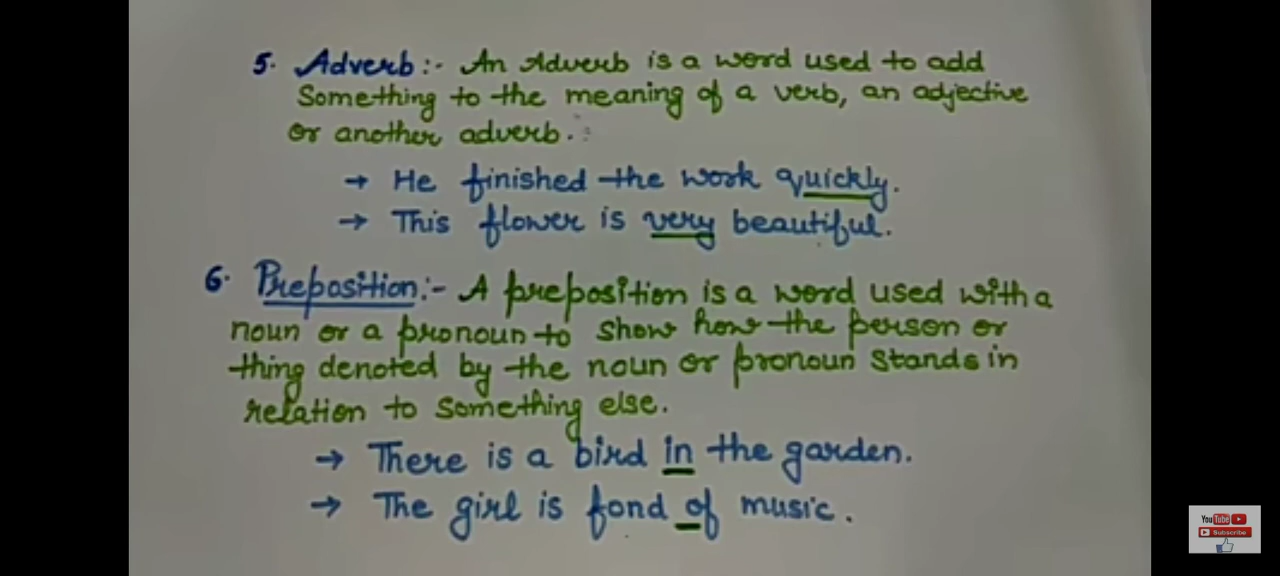 5. Adverb :- An Adverb is a word used to add
Something to the meaning of a verb, an adjective
or another adverb.
→ He finished the work quickly.
→ This flower is very beautiful.
6. Preposition :- A preposition is a word used with a
noun or a pronoun to show how the person or
thing denoted by the noun or pronoun stands in
relation to something else.
→ There is a bird in the garden.
→ The girl is fond of music.
YouTube
Subscribe